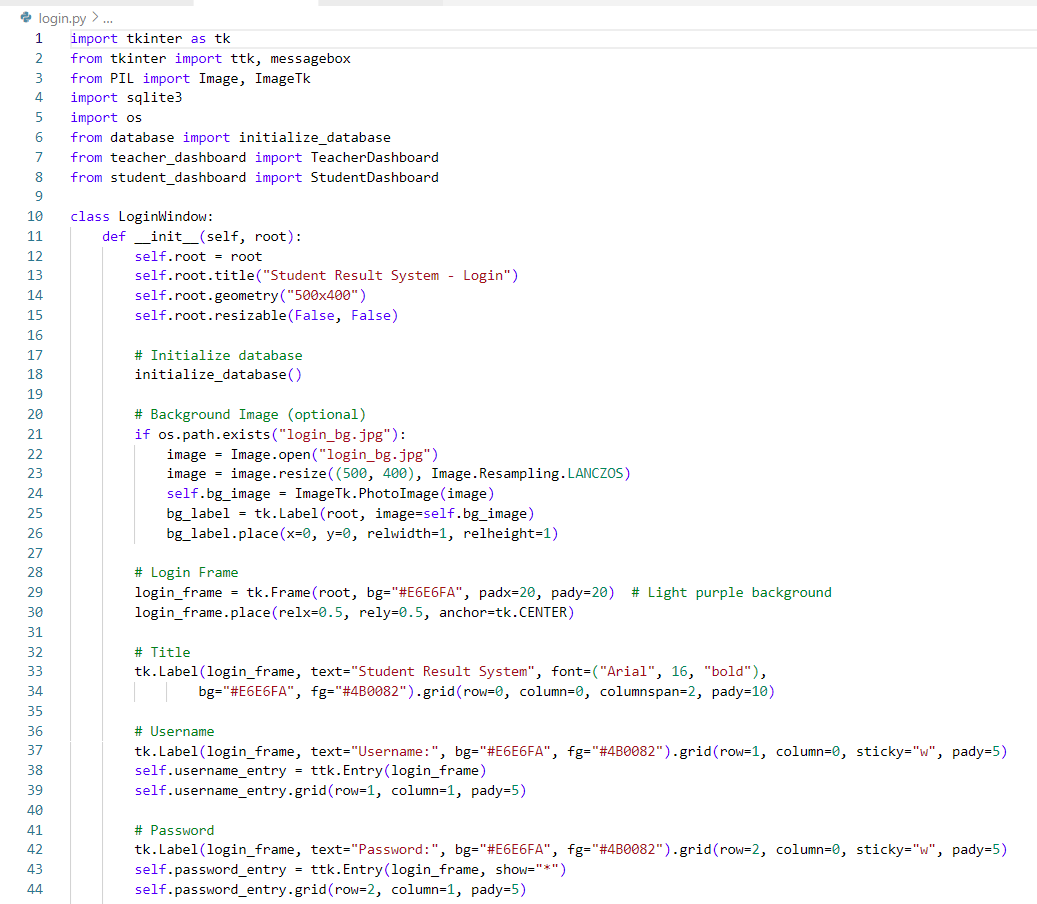 login.py > ...
1 import tkinter as tk
2 from tkinter import ttk, messagebox
3 from PIL import Image, ImageTk
4 import sqlite3
5 import os
6 from database import initialize_database
7 from teacher_dashboard import TeacherDashboard
8 from student_dashboard import StudentDashboard
9
10 class LoginWindow:
11     def __init__(self, root):
12         self.root = root
13         self.root.title("Student Result System - Login")
14         self.root.geometry("500x400")
15         self.root.resizable(False, False)
16
17         # Initialize database
18         initialize_database()
19
20         # Background Image (optional)
21         if os.path.exists("login_bg.jpg"):
22             image = Image.open("login_bg.jpg")
23             image = image.resize((500, 400), Image.Resampling.LANCZOS)
24             self.bg_image = ImageTk.PhotoImage(image)
25             bg_label = tk.Label(root, image=self.bg_image)
26             bg_label.place(x=0, y=0, relwidth=1, relheight=1)
27
28         # Login Frame
29         login_frame = tk.Frame(root, bg="#E6E6FA", padx=20, pady=20)  # Light purple background
30         login_frame.place(relx=0.5, rely=0.5, anchor=tk.CENTER)
31
32         # Title
33         tk.Label(login_frame, text="Student Result System", font=("Arial", 16, "bold"),
34                 bg="#E6E6FA", fg="#4B0082").grid(row=0, column=0, columnspan=2, pady=10)
35
36         # Username
37         tk.Label(login_frame, text="Username:", bg="#E6E6FA", fg="#4B0082").grid(row=1, column=0, sticky="w", pady=5)
38         self.username_entry = ttk.Entry(login_frame)
39         self.username_entry.grid(row=1, column=1, pady=5)
40
41         # Password
42         tk.Label(login_frame, text="Password:", bg="#E6E6FA", fg="#4B0082").grid(row=2, column=0, sticky="w", pady=5)
43         self.password_entry = ttk.Entry(login_frame, show="*")
44         self.password_entry.grid(row=2, column=1, pady=5)